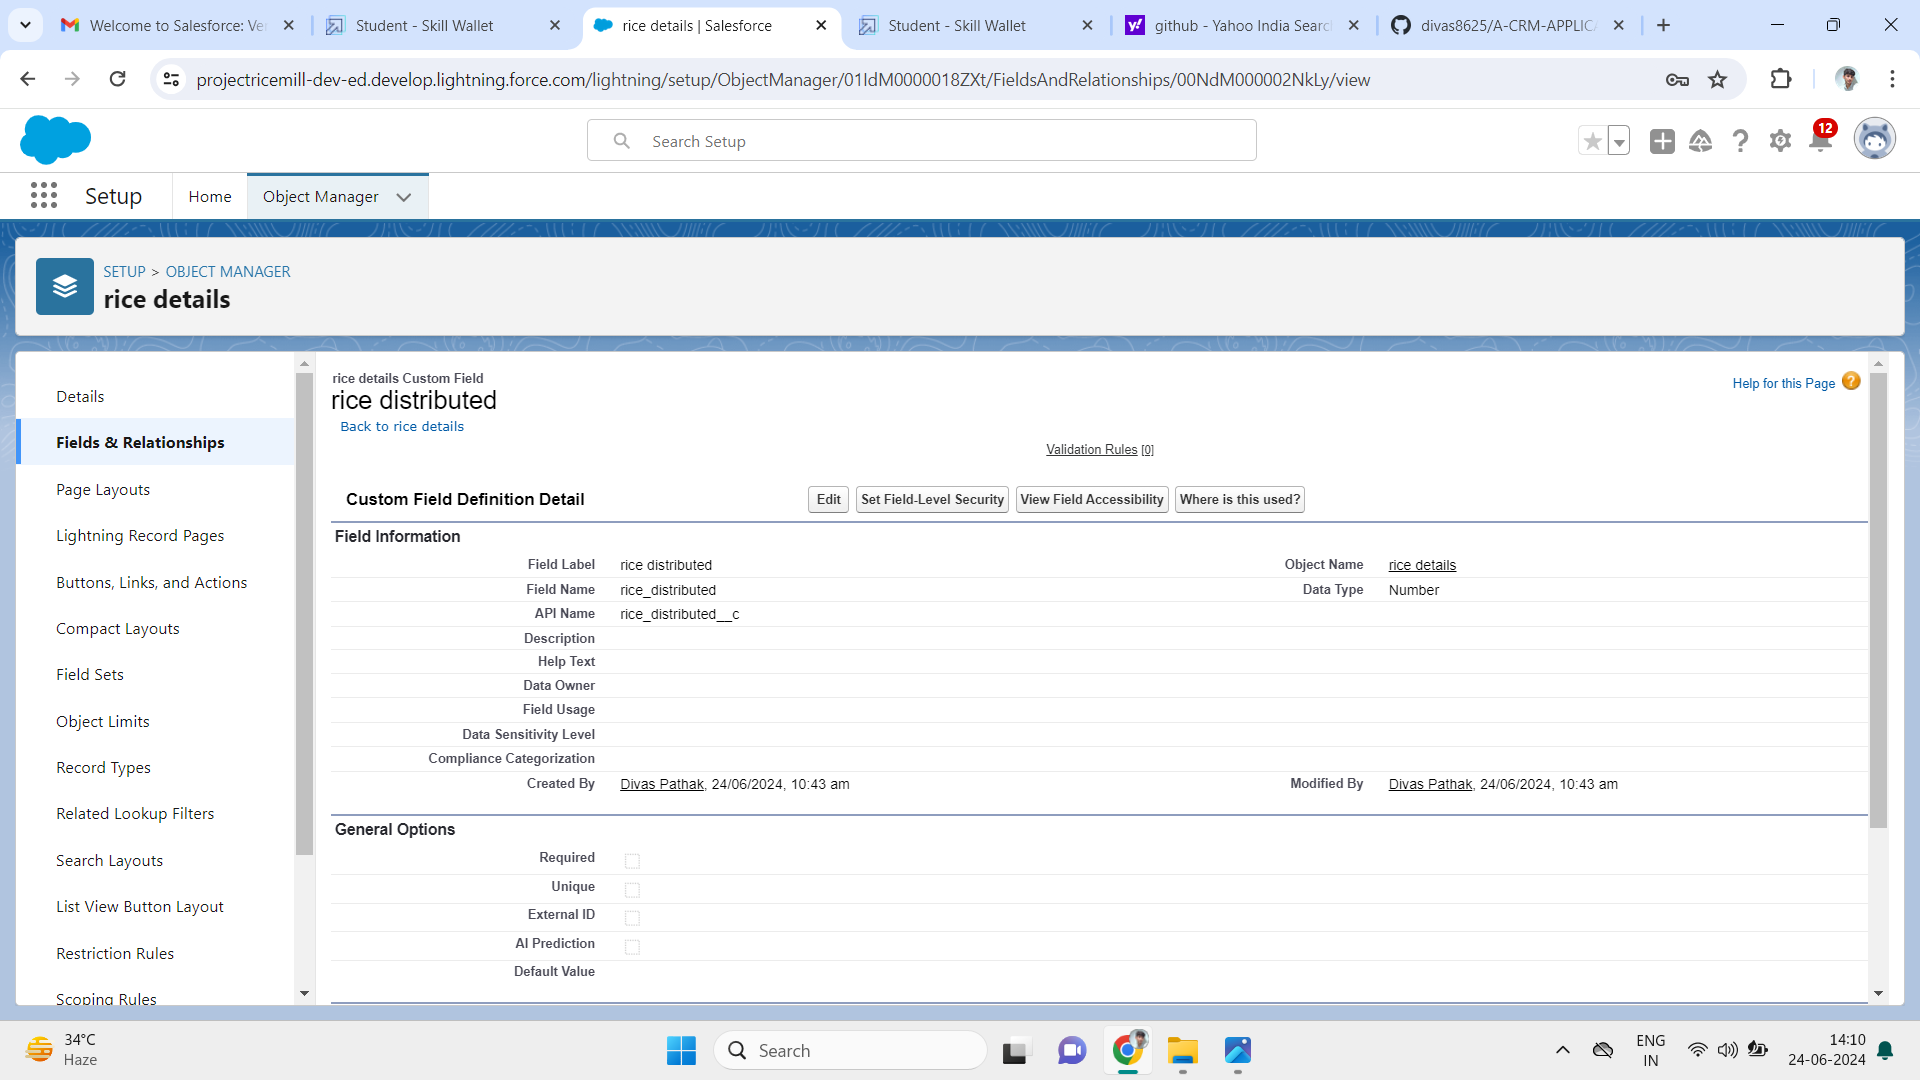 Welcome to Salesforce: Ver
Student - Skill Wallet
rice details | Salesforce
Student - Skill Wallet
github - Yahoo India Searc
divas8625/A-CRM-APPLICA
projectricemill-dev-ed.develop.lightning.force.com/lightning/setup/ObjectManager/01IdM0000018ZXt/FieldsAndRelationships/00NdM000002NkLy/view
Search Setup
12
Setup
Home
Object Manager
SETUP > OBJECT MANAGER
rice details
Details
Fields & Relationships
Page Layouts
Lightning Record Pages
Buttons, Links, and Actions
Compact Layouts
Field Sets
Object Limits
Record Types
Related Lookup Filters
Search Layouts
List View Button Layout
Restriction Rules
Scoping Rules
rice details Custom Field
rice distributed
Back to rice details
Help for this Page ?
Validation Rules [0]
Custom Field Definition Detail
Edit
Set Field-Level Security
View Field Accessibility
Where is this used?
Field Information
Field Label rice distributed
Object Name rice details
Field Name rice_distributed
Data Type Number
API Name rice_distributed__c
Description
Help Text
Data Owner
Field Usage
Data Sensitivity Level
Compliance Categorization
Created By Divas Pathak, 24/06/2024, 10:43 am
Modified By Divas Pathak, 24/06/2024, 10:43 am
General Options
Required
Unique
External ID
AI Prediction
Default Value
34°C
Haze
Search
ENG
IN
14:10
24-06-2024